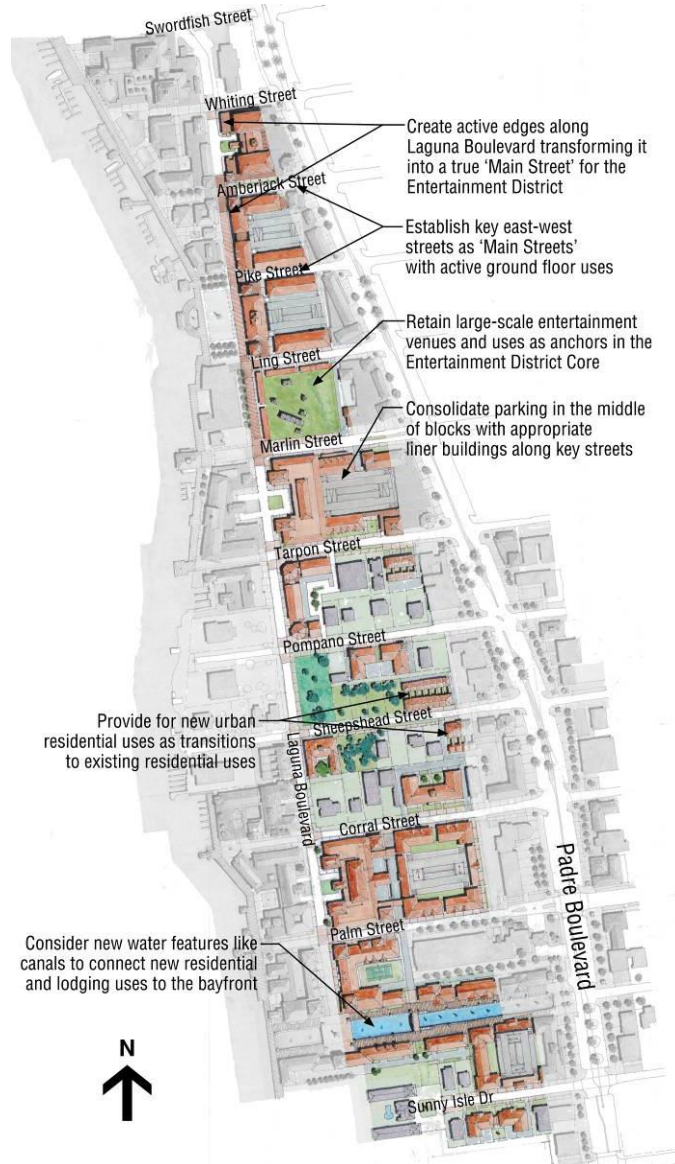 Swordfish Street
Whiting Street
Create active edges along
Laguna Boulevard transforming it
into a true ‘Main Street’ for the
Entertainment District
Amberjack Street
Establish key east-west
streets as ‘Main Streets’
with active ground floor uses
Pike Street
Retain large-scale entertainment
venues and uses as anchors in the
Entertainment District Core
Ling Street
Consolidate parking in the middle
of blocks with appropriate
liner buildings along key streets
Marlin Street
Tarpon Street
Pompano Street
Provide for new urban
residential uses as transitions
to existing residential uses
Sheepshead Street
Laguna Boulevard
Corral Street
Padre Boulevard
Palm Street
Consider new water features like
canals to connect new residential
and lodging uses to the bayfront
N
Sunny Isle Dr